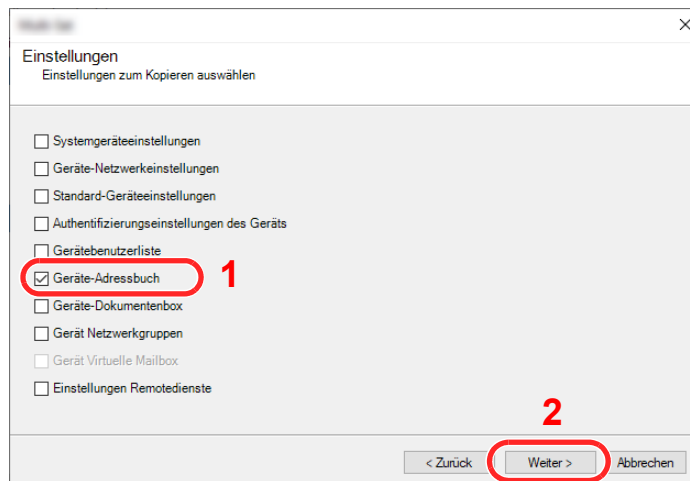 Einstellungen
Einstellungen zum Kopieren auswählen
Systemgeräteeinstellungen
Geräte-Netzwerkeinstellungen
Standard-Geräteeinstellungen
Authentifizierungseinstellungen des Geräts
Gerätebenutzerliste
Geräte-Adressbuch 1
Geräte-Dokumentenbox
Gerät Netzwerkgruppen
Gerät Virtuelle Mailbox
Einstellungen Remotedienste
2
< Zurück Weiter > Abbrechen